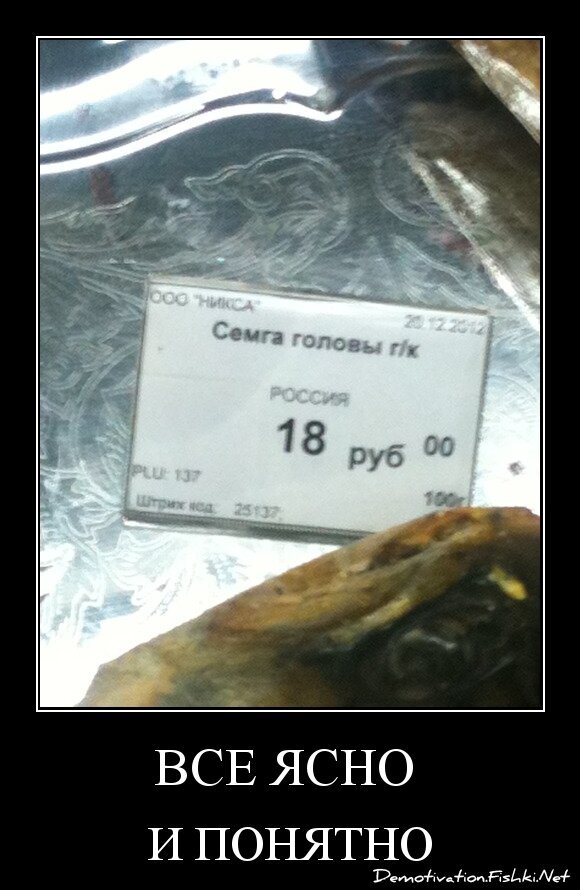 ООО "НИКСА"
20.12.2012
Семга головы г/к
РОССИЯ
18 руб 00
PLU: 137
100г
Штрих код: 25137;
ВСЕ ЯСНО
И ПОНЯТНО
Demotivation.Fishki.Net